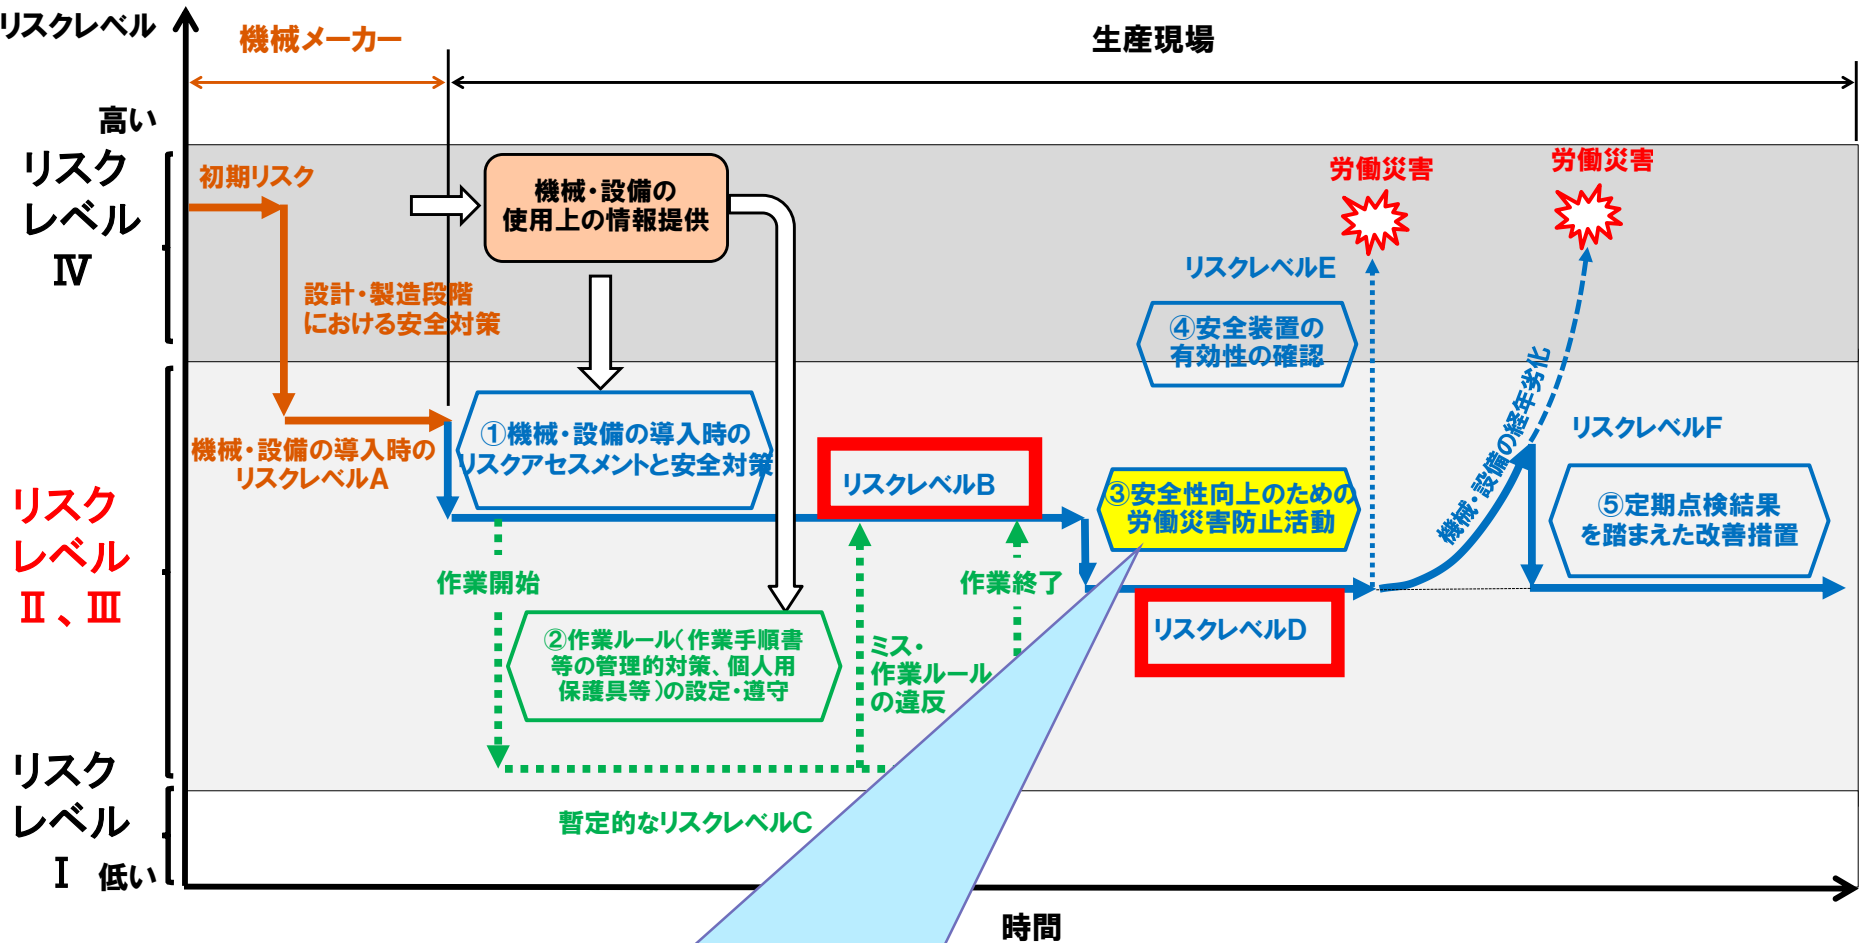 リスクレベル
機械メーカー
生産現場
高い
リスク
レベル
Ⅳ
初期リスク
機械・設備の
使用上の情報提供
労働災害
労働災害
設計・製造段階
における安全対策
リスクレベルE
④安全装置の
有効性の確認
機械・設備の経年劣化
リスクレベルF
機械・設備の導入時の
リスクレベルA
①機械・設備の導入時の
リスクアセスメントと安全対策
リスクレベルB
③安全性向上のための
労働災害防止活動
⑤定期点検結果
を踏まえた改善措置
リスク
レベル
Ⅱ、Ⅲ
作業開始
作業終了
②作業ルール(作業手順書
等の管理的対策、個人用
保護具等)の設定・遵守
ミス・
作業ルール
の違反
リスクレベルD
リスク
レベル
Ⅰ
低い
暫定的なリスクレベルC
時間